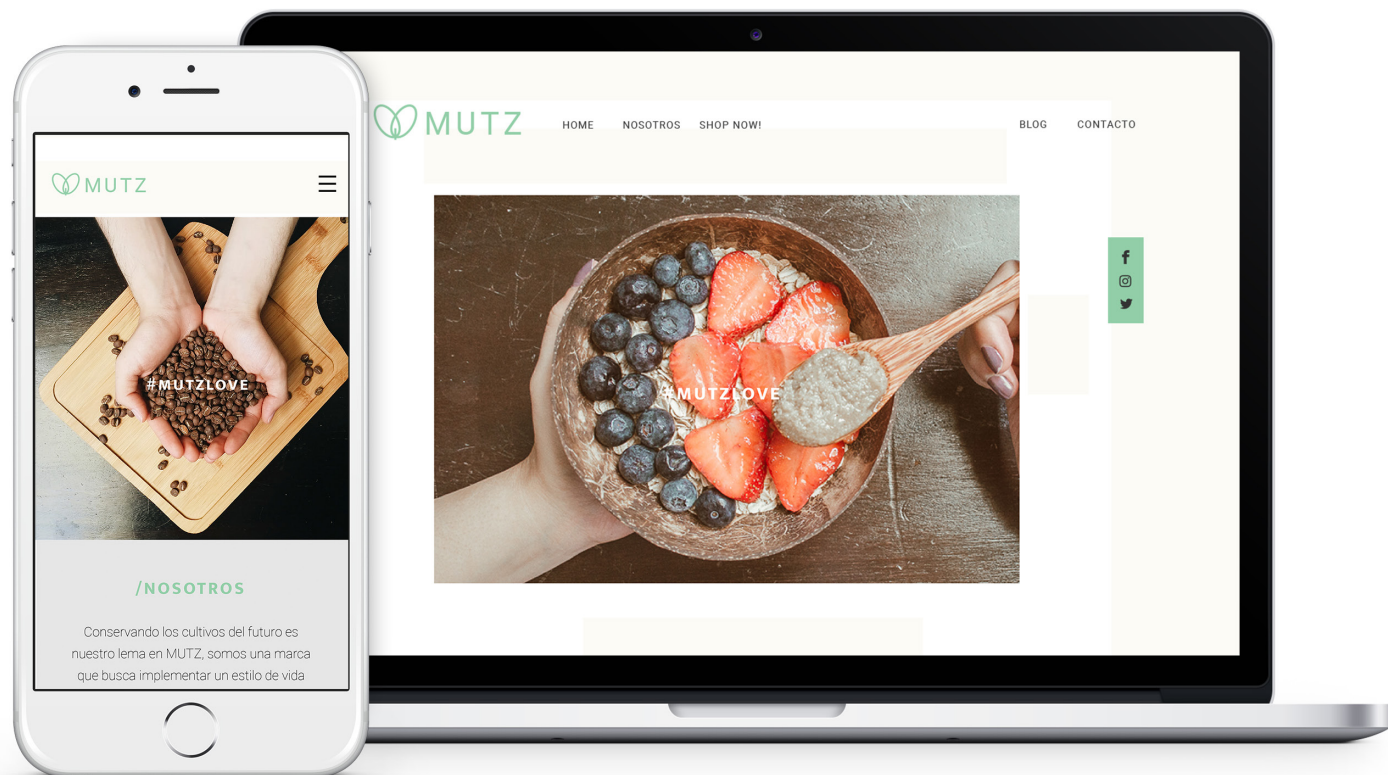 MUTZ
#MUTZLOVE
/NOSOTROS
Conservando los cultivos del futuro es
nuestro lema en MUTZ, somos una marca
que busca implementar un estilo de vida
MUTZ HOME NOSOTROS SHOP NOW! BLOG CONTACTO
#MUTZLOVE